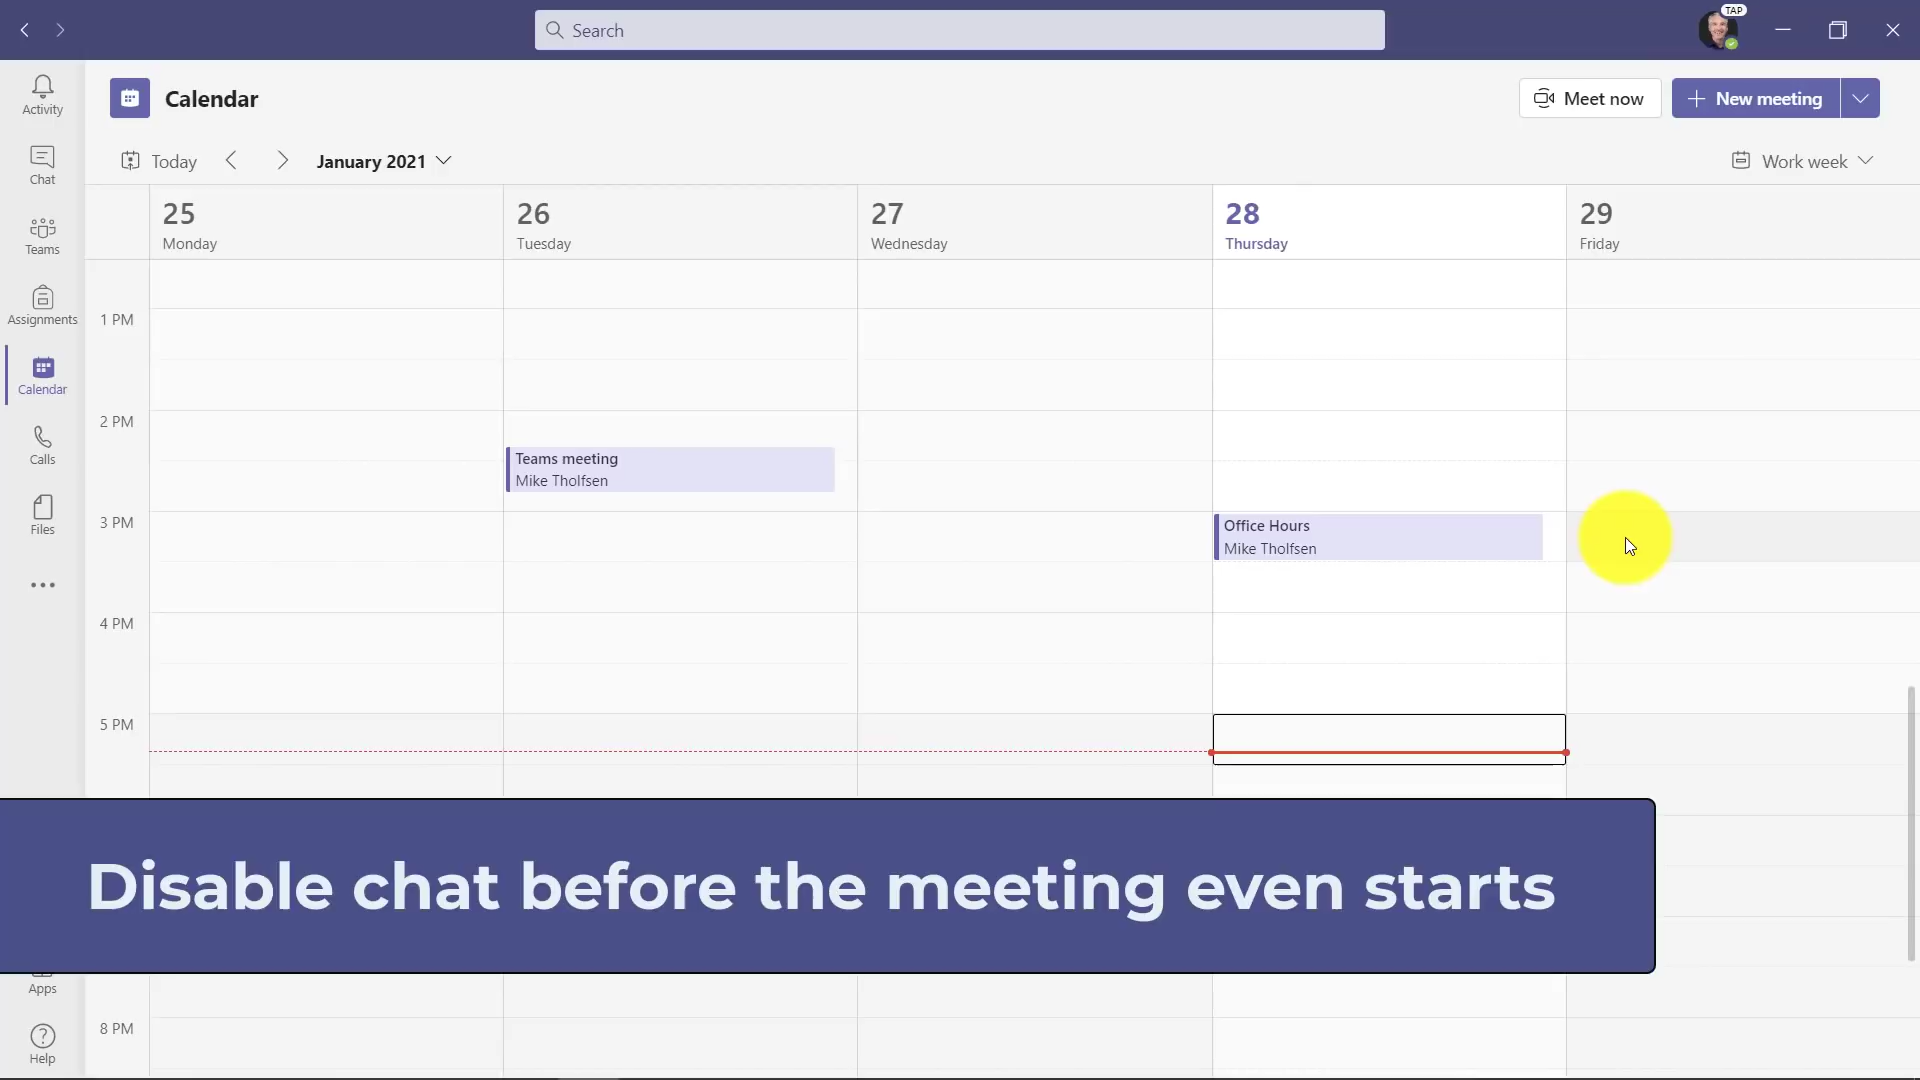 Search
TAP
Activity
Calendar
Meet now
New meeting
Chat
Today
January 2021
Work week
Teams
25
Monday
26
Tuesday
27
Wednesday
28
Thursday
29
Friday
Assignments
1 PM
Calendar
2 PM
Calls
Teams meeting
Mike Tholfsen
Files
3 PM
Office Hours
Mike Tholfsen
4 PM
5 PM
Disable chat before the meeting even starts
Apps
8 PM
Help